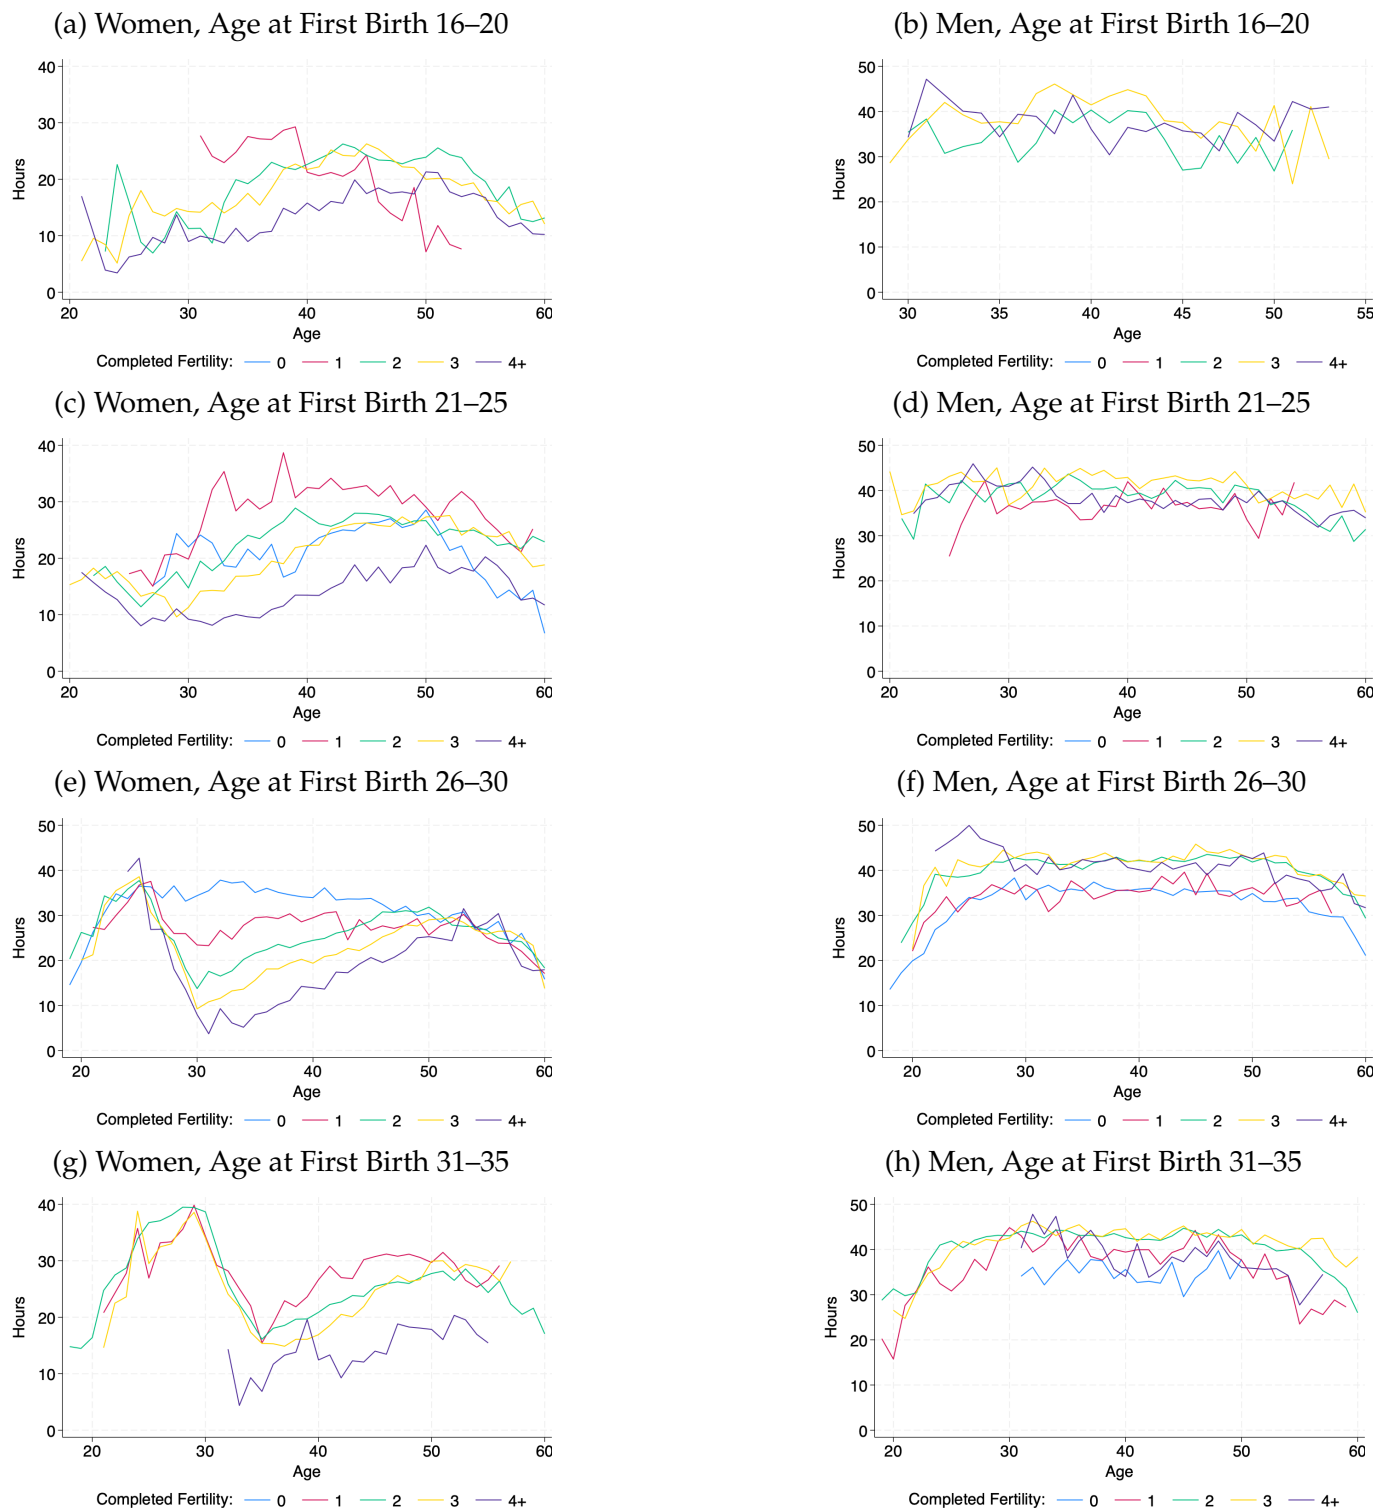 (a) Women, Age at First Birth 16–20
40
30
20
10
0
Hours
20 30 40 50 60
Age
Completed Fertility: 0 1 2 3 4+
(b) Men, Age at First Birth 16–20
50
40
30
20
10
0
Hours
30 35 40 45 50 55
Age
Completed Fertility: 0 1 2 3 4+
(c) Women, Age at First Birth 21–25
40
30
20
10
0
Hours
20 30 40 50 60
Age
Completed Fertility: 0 1 2 3 4+
(d) Men, Age at First Birth 21–25
50
40
30
20
10
0
Hours
20 30 40 50 60
Age
Completed Fertility: 0 1 2 3 4+
(e) Women, Age at First Birth 26–30
50
40
30
20
10
0
Hours
20 30 40 50 60
Age
Completed Fertility: 0 1 2 3 4+
(f) Men, Age at First Birth 26–30
50
40
30
20
10
0
Hours
20 30 40 50 60
Age
Completed Fertility: 0 1 2 3 4+
(g) Women, Age at First Birth 31–35
40
30
20
10
0
Hours
20 30 40 50 60
Age
Completed Fertility: 0 1 2 3 4+
(h) Men, Age at First Birth 31–35
50
40
30
20
10
0
Hours
20 30 40 50 60
Age
Completed Fertility: 0 1 2 3 4+